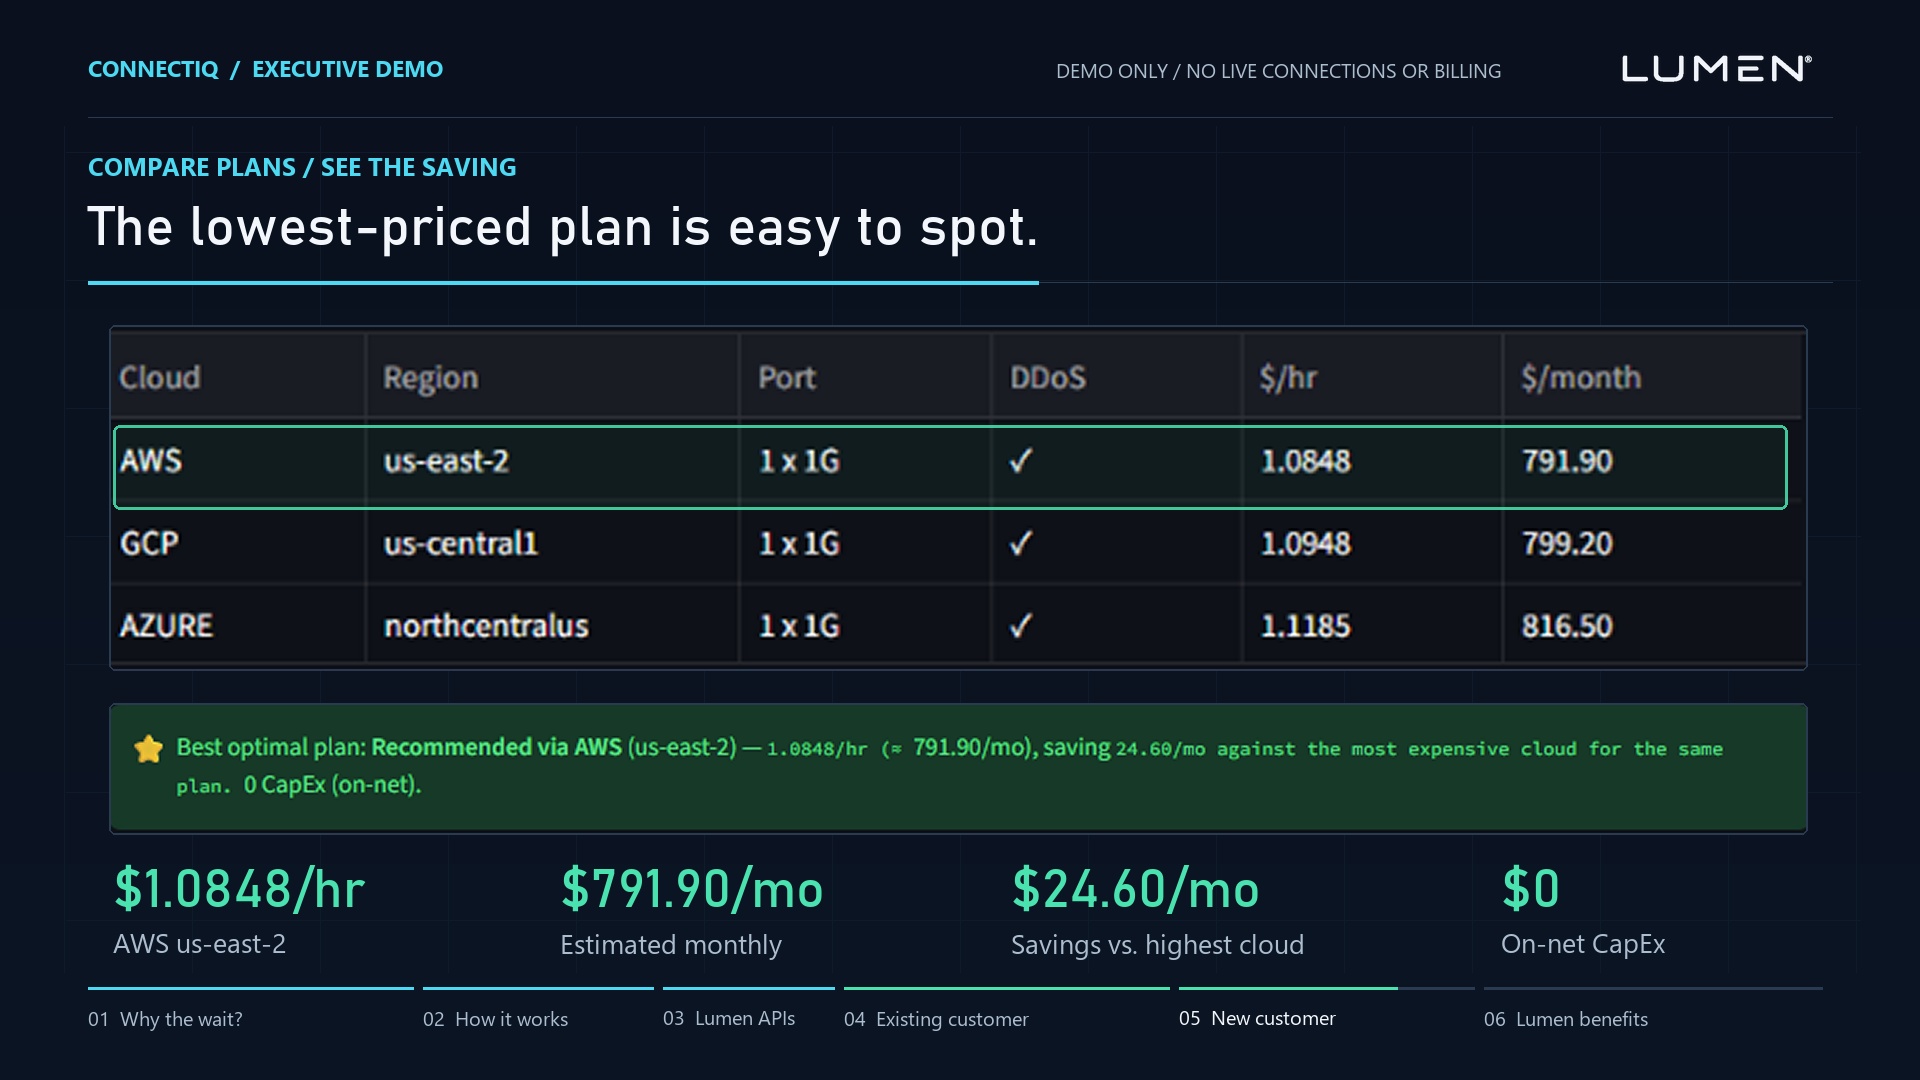 CONNECTIQ / EXECUTIVE DEMO
DEMO ONLY / NO LIVE CONNECTIONS OR BILLING
LUMEN®
COMPARE PLANS / SEE THE SAVING
The lowest-priced plan is easy to spot.
Cloud Region Port DDoS $/hr $/month
AWS us-east-2 1 x 1G ✓ 1.0848 791.90
GCP us-central1 1 x 1G ✓ 1.0948 799.20
AZURE northcentralus 1 x 1G ✓ 1.1185 816.50
Best optimal plan: Recommended via AWS (us-east-2) — 1.0848/hr (≈ 791.90/mo), saving 24.60/mo against the most expensive cloud for the same
plan. 0 CapEx (on-net).
$1.0848/hr $791.90/mo $24.60/mo $0
AWS us-east-2 Estimated monthly Savings vs. highest cloud On-net CapEx
01 Why the wait? 02 How it works 03 Lumen APIs 04 Existing customer 05 New customer 06 Lumen benefits